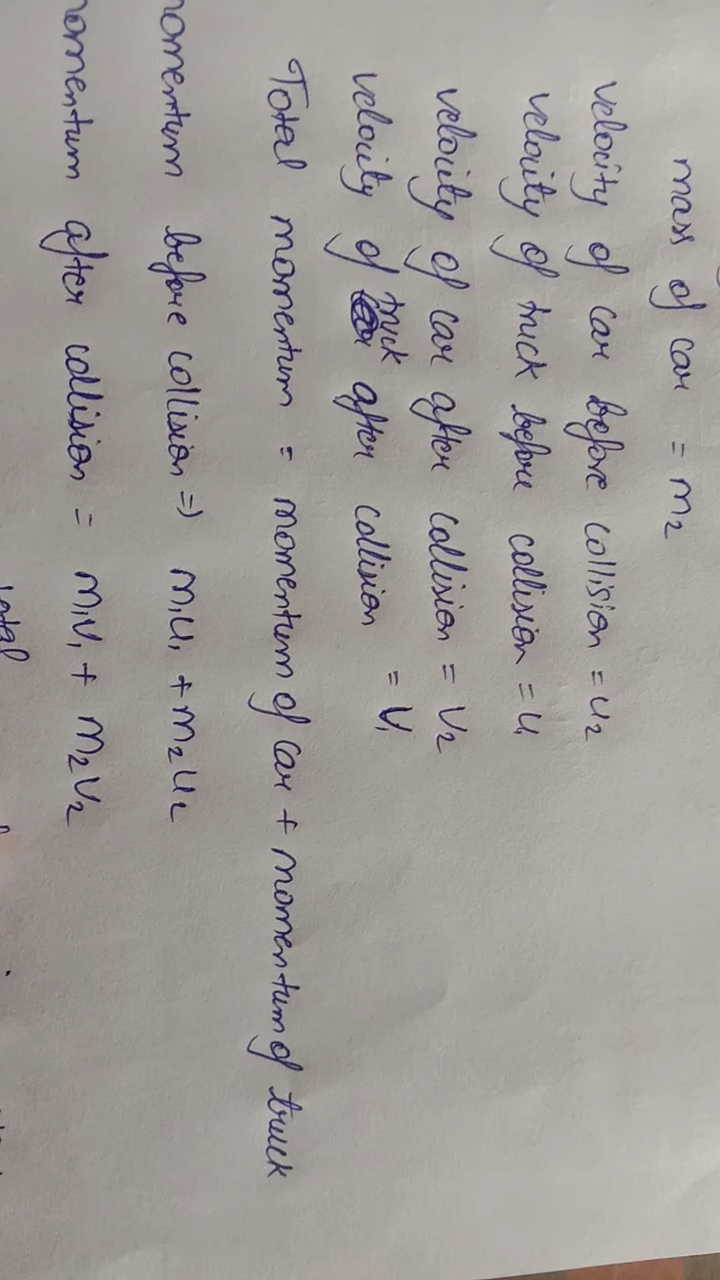 mass of car = m₂
velocity of car before collision = u₂
velocity of truck before collision = u₁
velocity of car after collision = v₂
velocity of truck after collision = v₁
Total momentum = momentum of car + momentum of truck
momentum before collision => m₁u₁ + m₂u₂
momentum after collision = m₁v₁ + m₂v₂